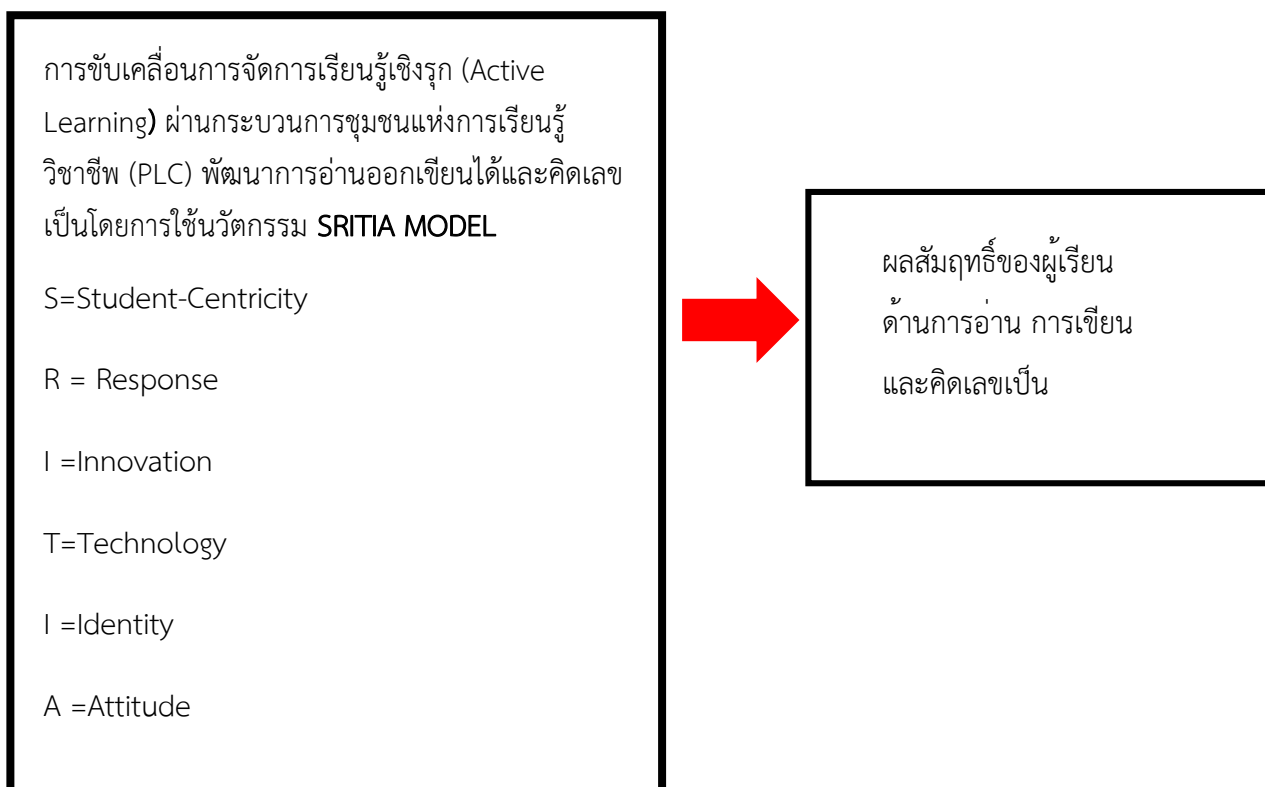 การขับเคลื่อนการจัดการเรียนรู้เชิงรุก (Active
Learning) ผ่านกระบวนการชุมชนแห่งการเรียนรู้
วิชาชีพ (PLC) พัฒนาการอ่านออกเขียนได้และคิดเลข
เป็นโดยการใช้นวัตกรรม SRITIA MODEL
S=Student-Centricity
R = Response
I =Innovation
T=Technology
I =Identity
A =Attitude
ผลสัมฤทธิ์ของผู้เรียน
ด้านการอ่าน การเขียน
และคิดเลขเป็น